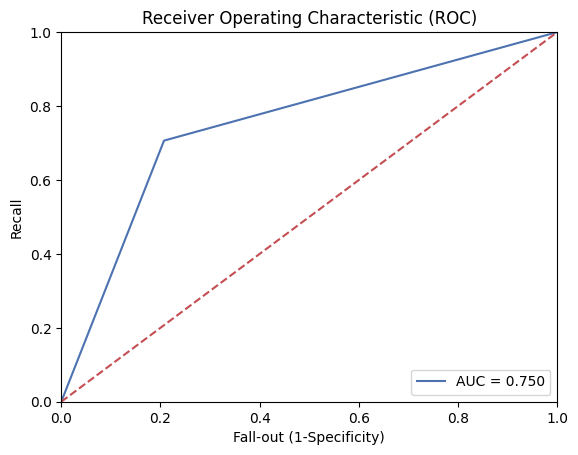 Receiver Operating Characteristic (ROC)
1.0
0.8
0.6
0.4
0.2
0.0
Recall
AUC = 0.750
0.0 0.2 0.4 0.6 0.8 1.0
Fall-out (1-Specificity)